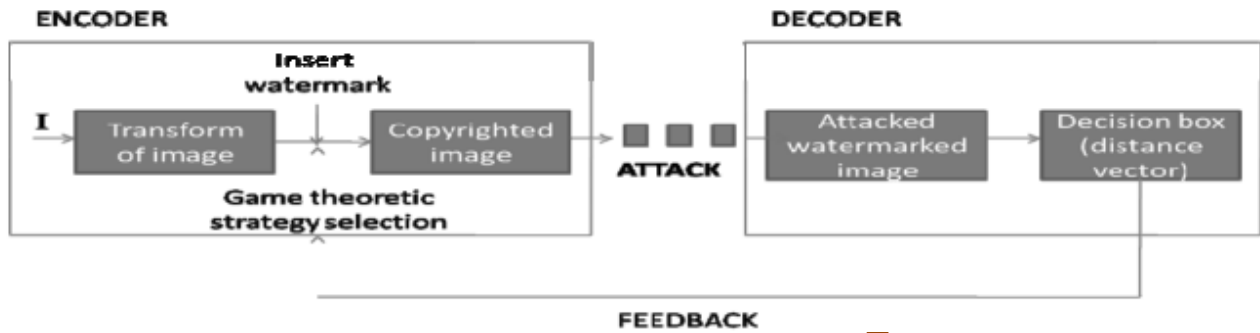 ENCODER
DECODER
Insert
watermark
I
Transform
of image
Copyrighted
image
ATTACK
Attacked
watermarked
image
Decision box
(distance
vector)
Game theoretic
strategy selection
FEEDBACK